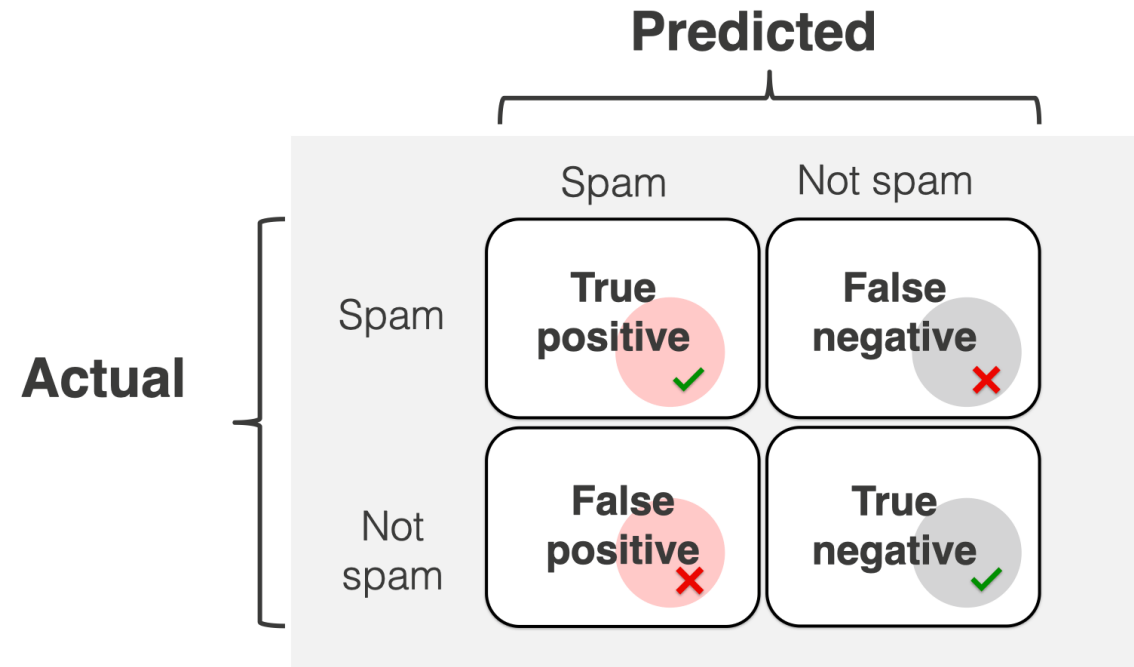 Predicted
Spam
Not spam
Spam
True
positive
False
negative
Actual
Not
spam
False
positive
True
negative